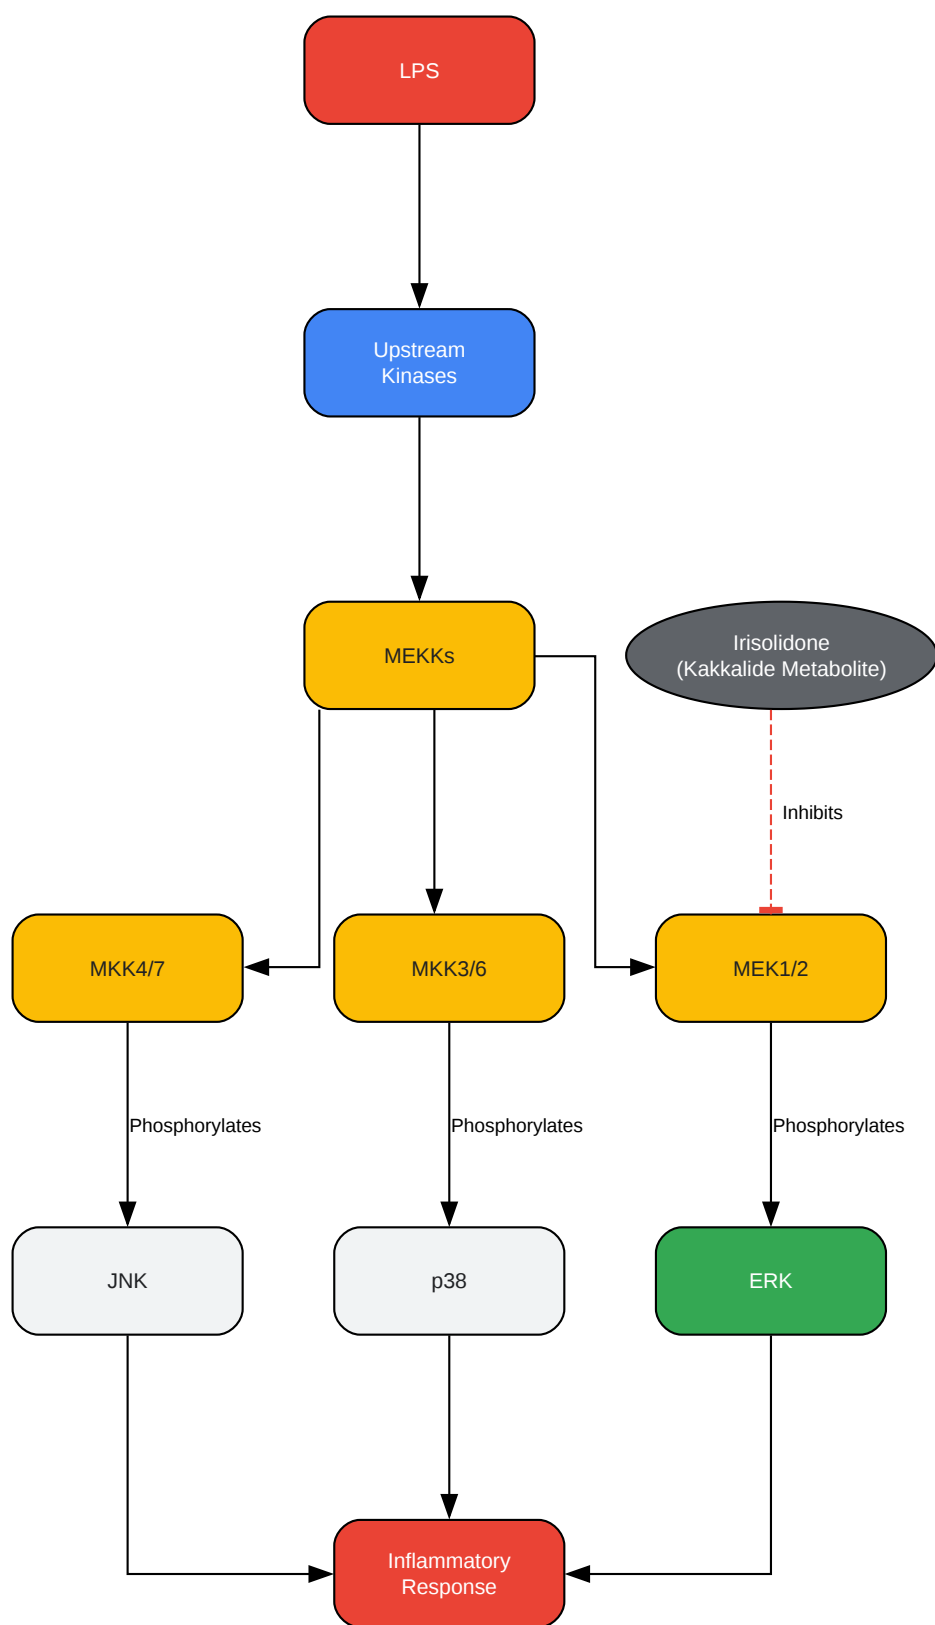 LPS
Upstream
Kinases
MEKKs
Irisolidone
(Kakkalide Metabolite)
Inhibits
MKK4/7
MKK3/6
MEK1/2
Phosphorylates
Phosphorylates
Phosphorylates
JNK
p38
ERK
Inflammatory
Response